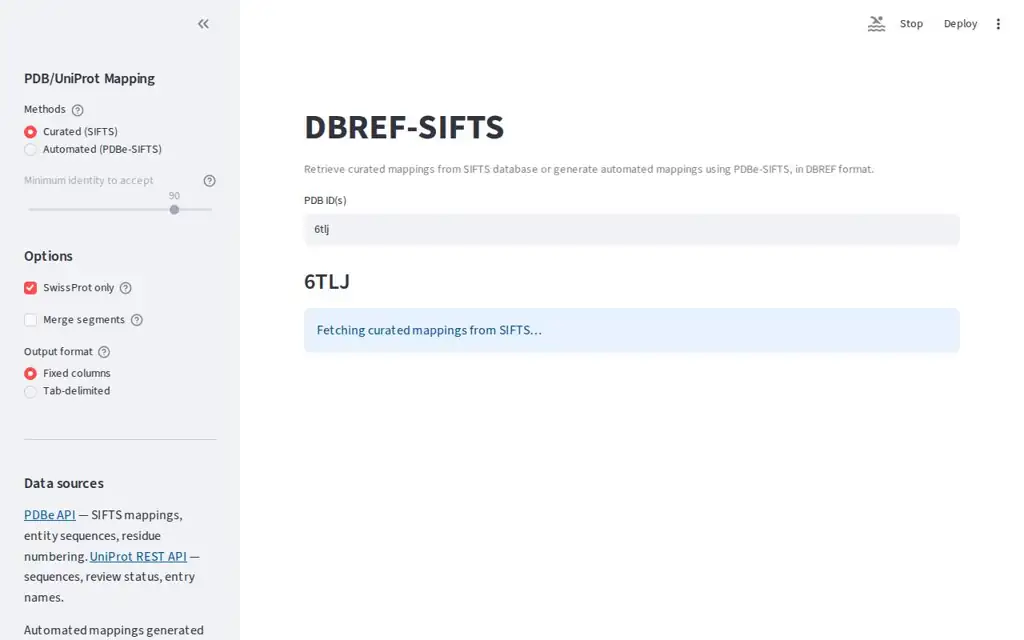 Stop
Deploy
PDB/UniProt Mapping
Methods
Curated (SIFTS)
Automated (PDBe-SIFTS)
Minimum identity to accept
90
Options
SwissProt only
Merge segments
Output format
Fixed columns
Tab-delimited
Data sources
PDBe API — SIFTS mappings,
entity sequences, residue
numbering. UniProt REST API —
sequences, review status, entry
names.
Automated mappings generated
DBREF-SIFTS
Retrieve curated mappings from SIFTS database or generate automated mappings using PDBe-SIFTS, in DBREF format.
PDB ID(s)
6tlj
6TLJ
Fetching curated mappings from SIFTS...